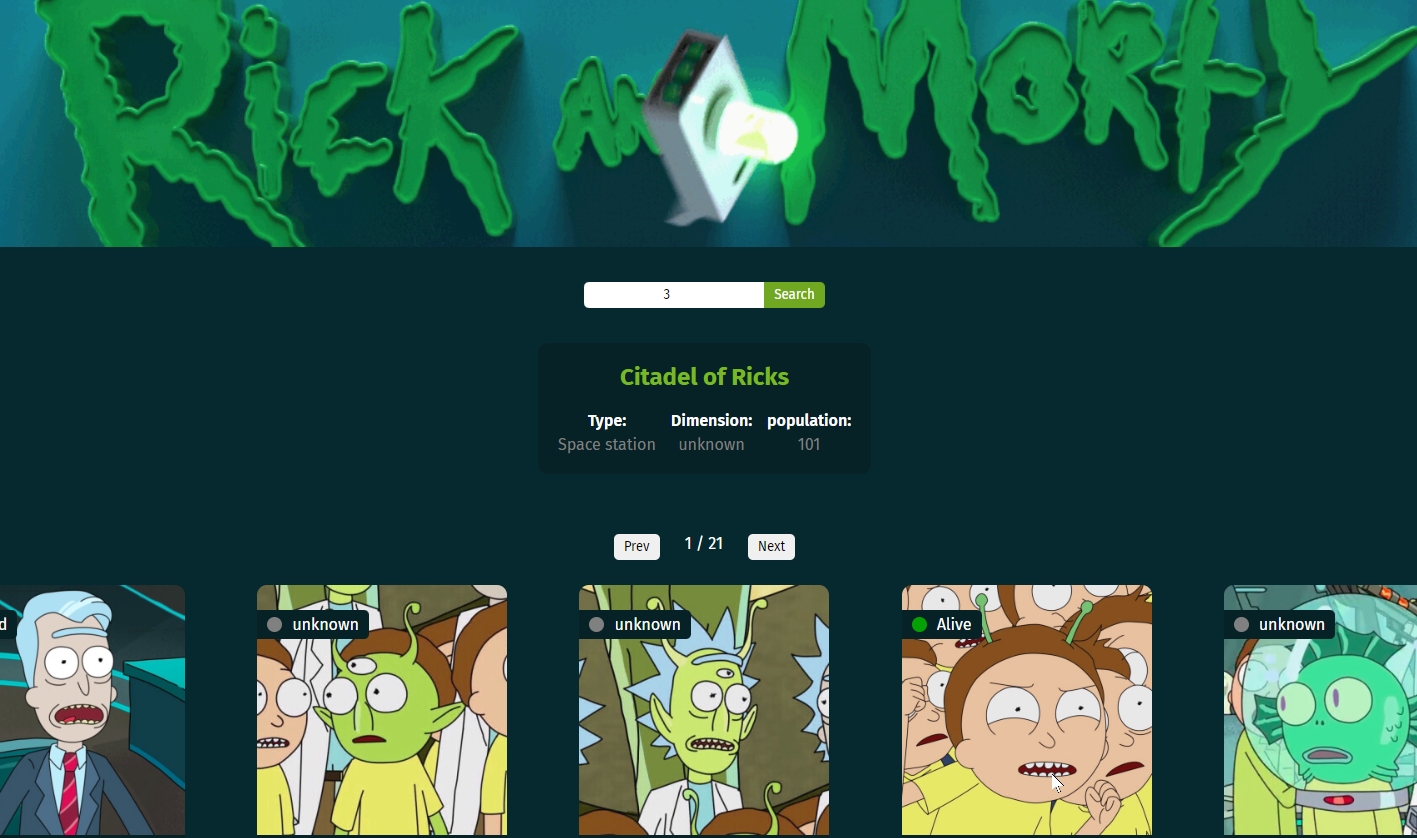 Rick and Morty
3 Search
Citadel of Ricks
Type: Dimension: population:
Space station unknown 101
Prev 1 / 21 Next
d unknown unknown Alive unknown